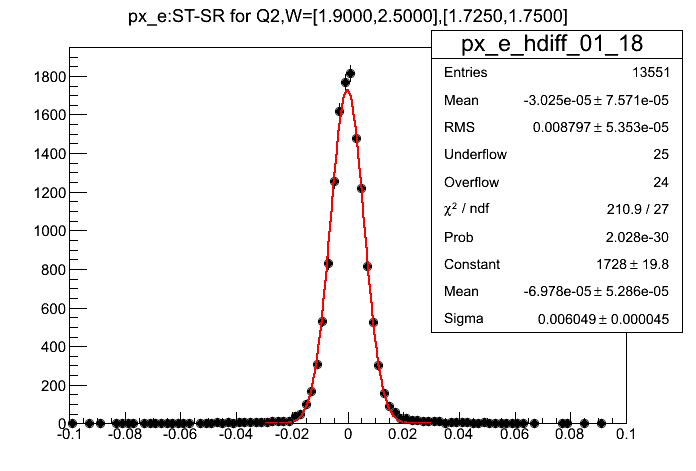 px_e:ST-SR for Q2,W=[1.9000,2.5000],[1.7250,1.7500]
px_e_hdiff_01_18
Entries 13551
Mean -3.025e-05 ± 7.571e-05
RMS 0.008797 ± 5.353e-05
Underflow 25
Overflow 24
χ² / ndf 210.9 / 27
Prob 2.028e-30
Constant 1728 ± 19.8
Mean -6.978e-05 ± 5.286e-05
Sigma 0.006049 ± 0.000045
1800
1600
1400
1200
1000
800
600
400
200
0
-0.1 -0.08 -0.06 -0.04 -0.02 0 0.02 0.04 0.06 0.08 0.1